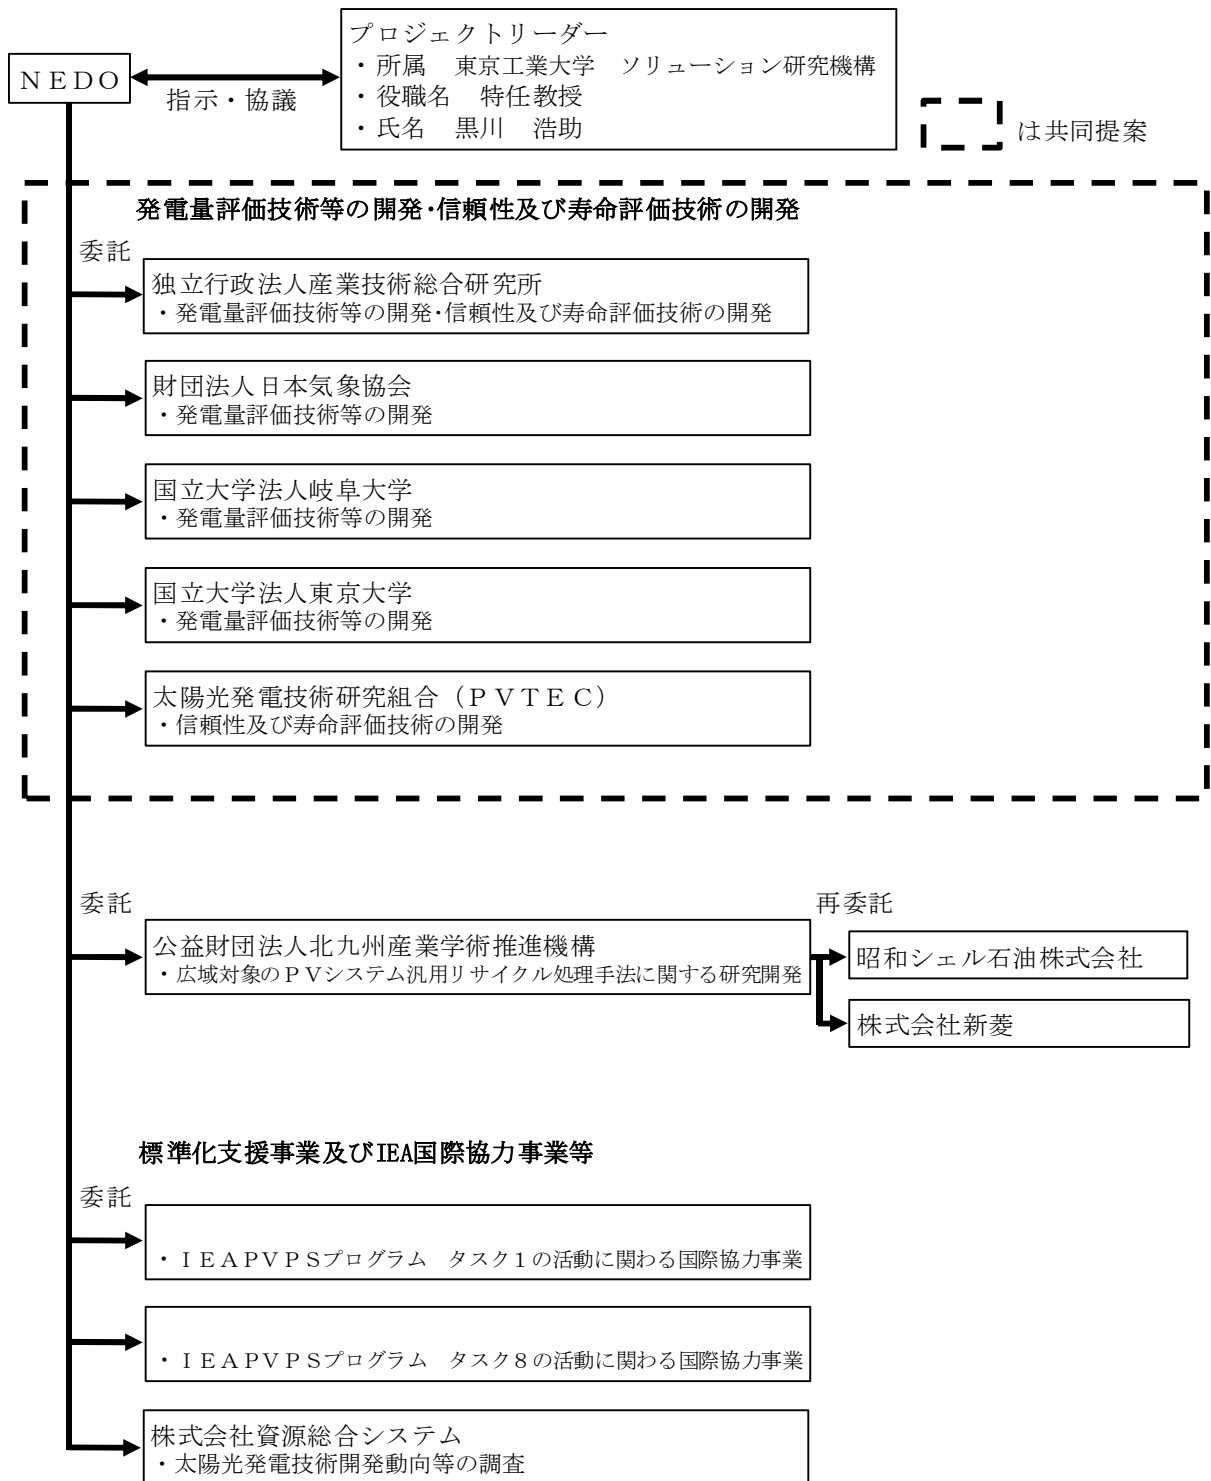 プロジェクトリーダー
・所属　東京工業大学　ソリューション研究機構
・役職名　特任教授
・氏名　黒川　浩助
ＮＥＤＯ
指示・協議
は共同提案
発電量評価技術等の開発･信頼性及び寿命評価技術の開発
委託
独立行政法人産業技術総合研究所
・発電量評価技術等の開発･信頼性及び寿命評価技術の開発
財団法人日本気象協会
・発電量評価技術等の開発
国立大学法人岐阜大学
・発電量評価技術等の開発
国立大学法人東京大学
・発電量評価技術等の開発
太陽光発電技術研究組合（ＰＶＴＥＣ）
・信頼性及び寿命評価技術の開発
委託
再委託
公益財団法人北九州産業学術推進機構
・広域対象のＰＶシステム汎用リサイクル処理手法に関する研究開発
昭和シェル石油株式会社
株式会社新菱
標準化支援事業及びIEA国際協力事業等
委託
・ＩＥＡＰＶＰＳプログラム　タスク１の活動に関わる国際協力事業
・ＩＥＡＰＶＰＳプログラム　タスク８の活動に関わる国際協力事業
株式会社資源総合システム
・太陽光発電技術開発動向等の調査